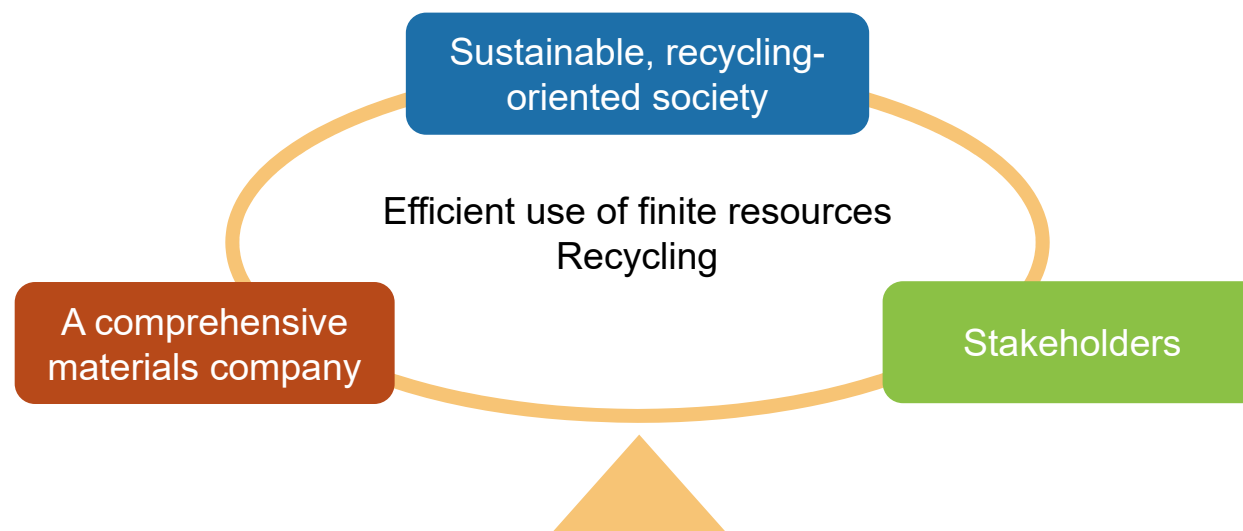 Sustainable, recycling-
oriented society
Efficient use of finite resources
Recycling
A comprehensive
materials company
Stakeholders